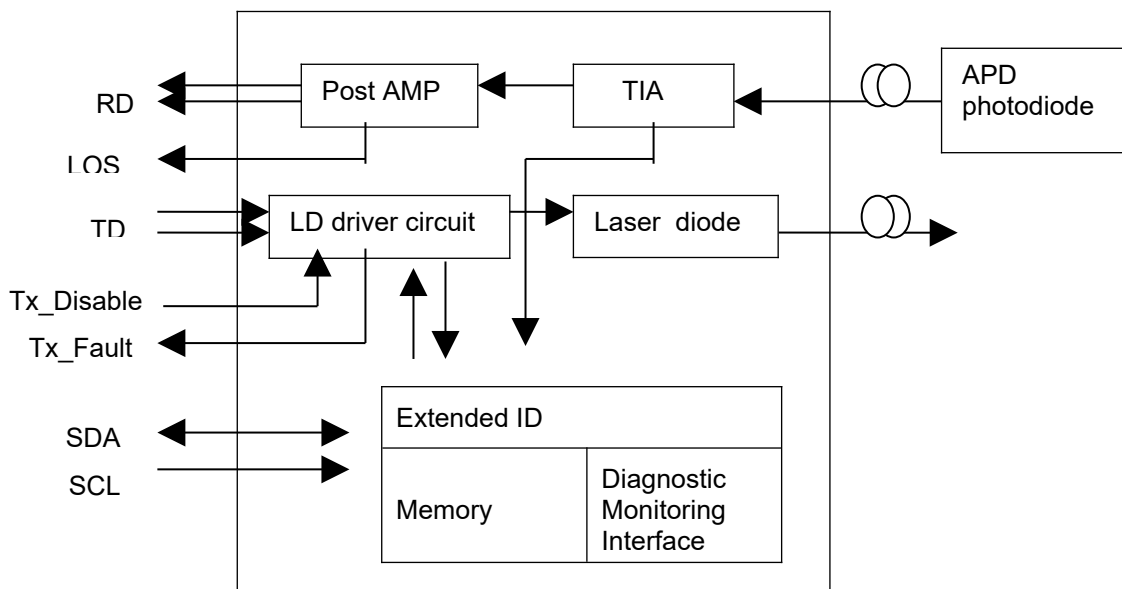 Post AMP
TIA
APD
photodiode
RD
LOS
TD
LD driver circuit
Laser diode
Tx_Disable
Tx_Fault
Extended ID
SDA
SCL
Memory
Diagnostic
Monitoring
Interface